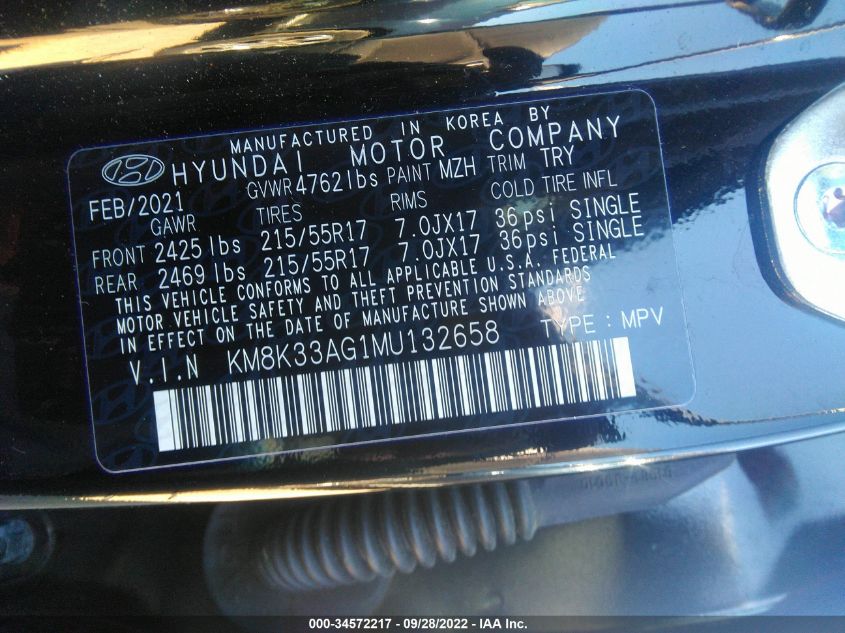 MANUFACTURED IN KOREA BY
HYUNDAI MOTOR COMPANY
FEB/2021 GVWR 4762lbs PAINT MZH TRIM TRY
GAWR TIRES RIMS COLD TIRE INFL
FRONT 2425 lbs 215/55R17 7.0JX17 36psi SINGLE
REAR 2469 lbs 215/55R17 7.0JX17 36psi SINGLE
THIS VEHICLE CONFORMS TO ALL APPLICABLE U.S.A. FEDERAL
MOTOR VEHICLE SAFETY AND THEFT PREVENTION STANDARDS
IN EFFECT ON THE DATE OF MANUFACTURE SHOWN ABOVE
V.I.N KM8K33AG1MU132658 TYPE : MPV
000-34572217 - 09/28/2022 - IAA Inc.